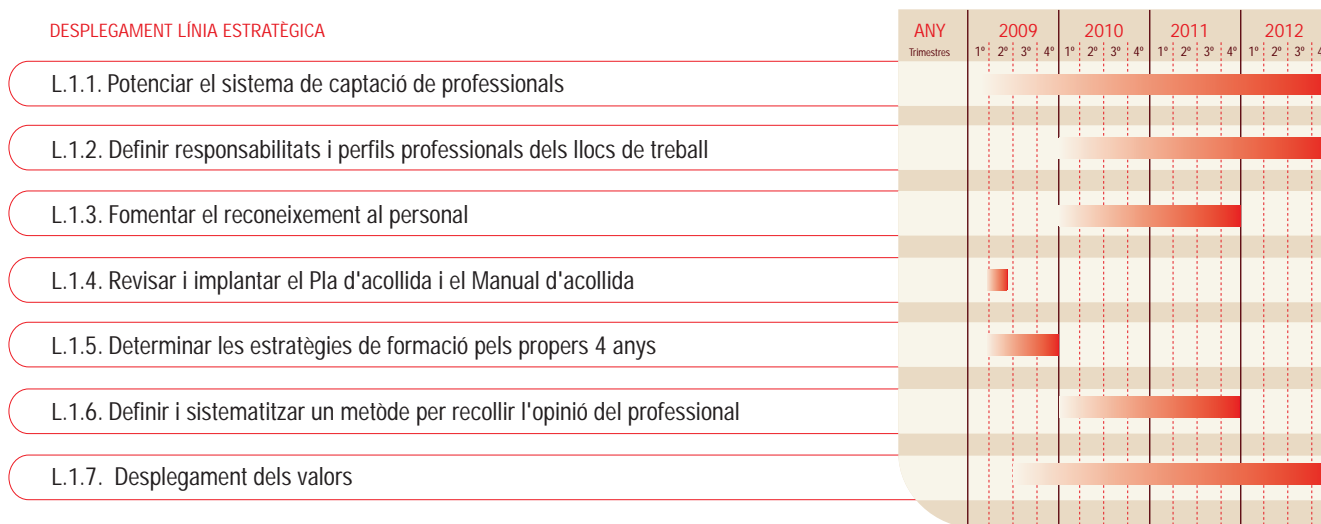 DESPLEGAMENT LÍNIA ESTRATÈGICA
ANY 2009 2010 2011 2012
Trimestres 1º 2º 3º 4º 1º 2º 3º 4º 1º 2º 3º 4º 1º 2º 3º 4
L.1.1. Potenciar el sistema de captació de professionals
L.1.2. Definir responsabilitats i perfils professionals dels llocs de treball
L.1.3. Fomentar el reconeixement al personal
L.1.4. Revisar i implantar el Pla d'acollida i el Manual d'acollida
L.1.5. Determinar les estratègies de formació pels propers 4 anys
L.1.6. Definir i sistematitzar un metòde per recollir l'opinió del professional
L.1.7. Desplegament dels valors